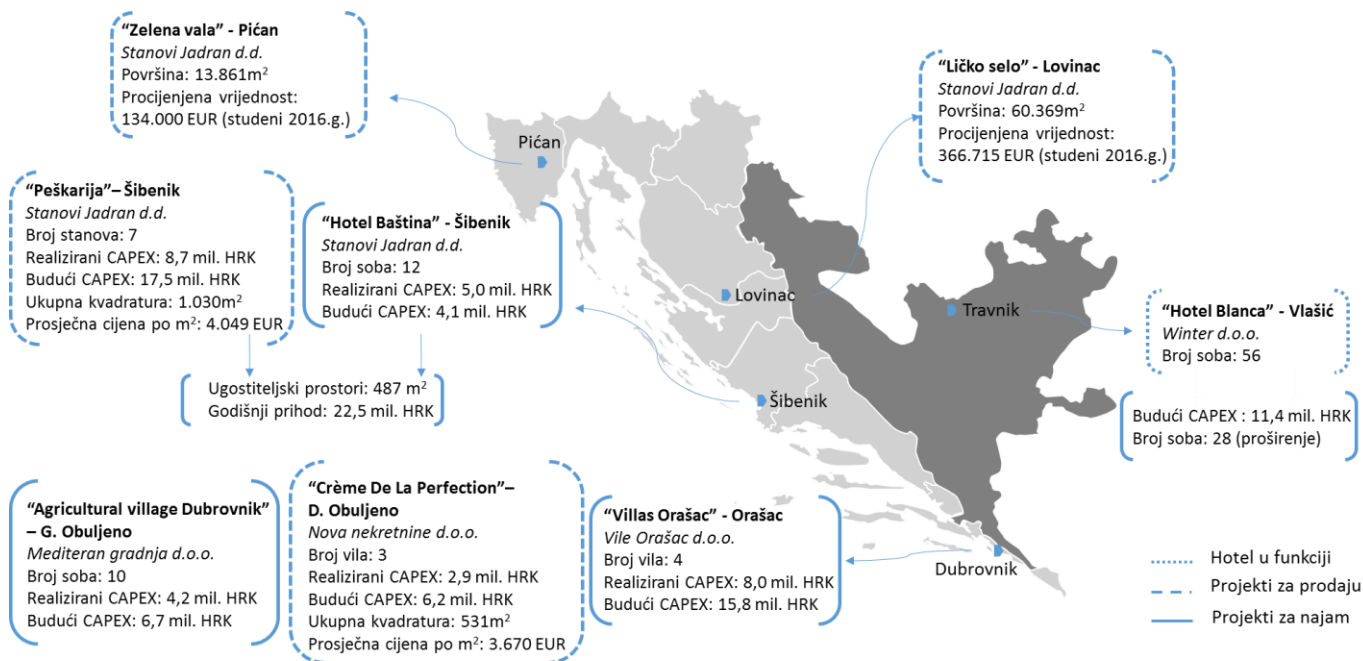 “Zelena vala” - Pićan
Stanovi Jadran d.d.
Površina: 13.861m²
Procijenjena vrijednost:
134.000 EUR (studeni 2016.g.)
“Ličko selo” - Lovinac
Stanovi Jadran d.d.
Površina: 60.369m²
Procijenjena vrijednost:
366.715 EUR (studeni 2016.g.)
“Peškarija”– Šibenik
Stanovi Jadran d.d.
Broj stanova: 7
Realizirani CAPEX: 8,7 mil. HRK
Budući CAPEX: 17,5 mil. HRK
Ukupna kvadratura: 1.030m²
Prosječna cijena po m²: 4.049 EUR
“Hotel Baština” - Šibenik
Stanovi Jadran d.d.
Broj soba: 12
Realizirani CAPEX: 5,0 mil. HRK
Budući CAPEX: 4,1 mil. HRK
Ugostiteljski prostori: 487 m²
Godišnji prihod: 22,5 mil. HRK
Pićan
Lovinac
Travnik
Šibenik
Dubrovnik
“Hotel Blanca” - Vlašić
Winter d.o.o.
Broj soba: 56
Budući CAPEX : 11,4 mil. HRK
Broj soba: 28 (proširenje)
“Agricultural village Dubrovnik”
– G. Obuljeno
Mediteran gradnja d.o.o.
Broj soba: 10
Realizirani CAPEX: 4,2 mil. HRK
Budući CAPEX: 6,7 mil. HRK
“Crème De La Perfection”–
D. Obuljeno
Nova nekretnine d.o.o.
Broj vila: 3
Realizirani CAPEX: 2,9 mil. HRK
Budući CAPEX: 6,2 mil. HRK
Ukupna kvadratura: 531m²
Prosječna cijena po m²: 3.670 EUR
“Villas Orašac” - Orašac
Vile Orašac d.o.o.
Broj vila: 4
Realizirani CAPEX: 8,0 mil. HRK
Budući CAPEX: 15,8 mil. HRK
Hotel u funkciji
Projekti za prodaju
Projekti za najam